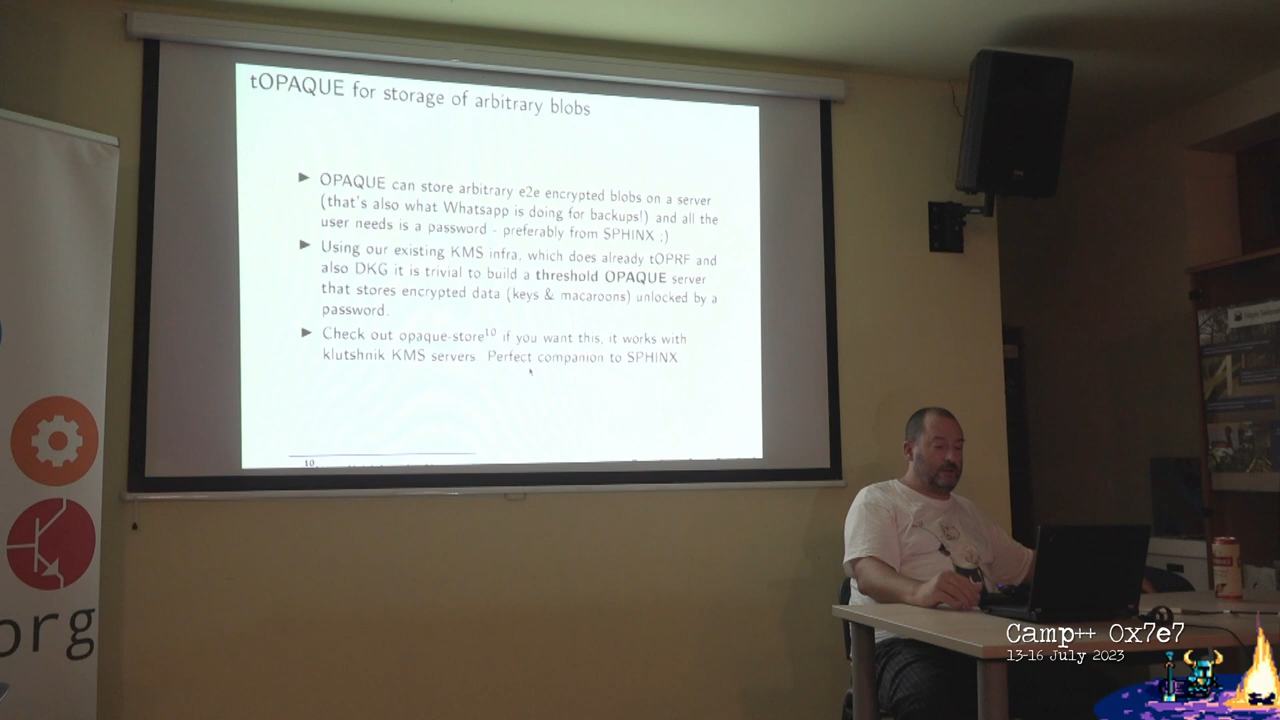 tOPAQUE for storage of arbitrary blobs
OPAQUE can store arbitrary e2e encrypted blobs on a server
(that's also what Whatsapp is doing for backups!) and all the
user needs is a password - preferably from SPHINX :)
Using our existing KMS infra, which does already tOPRF and
also DKG it is trivial to build a threshold OPAQUE server
that stores encrypted data (keys & macaroons) unlocked by a
password.
Check out opaque-store10 if you want this, it works with
klutshnik KMS servers. Perfect companion to SPHINX
10
org
Camp++ 0x7e7
13-16 July 2023